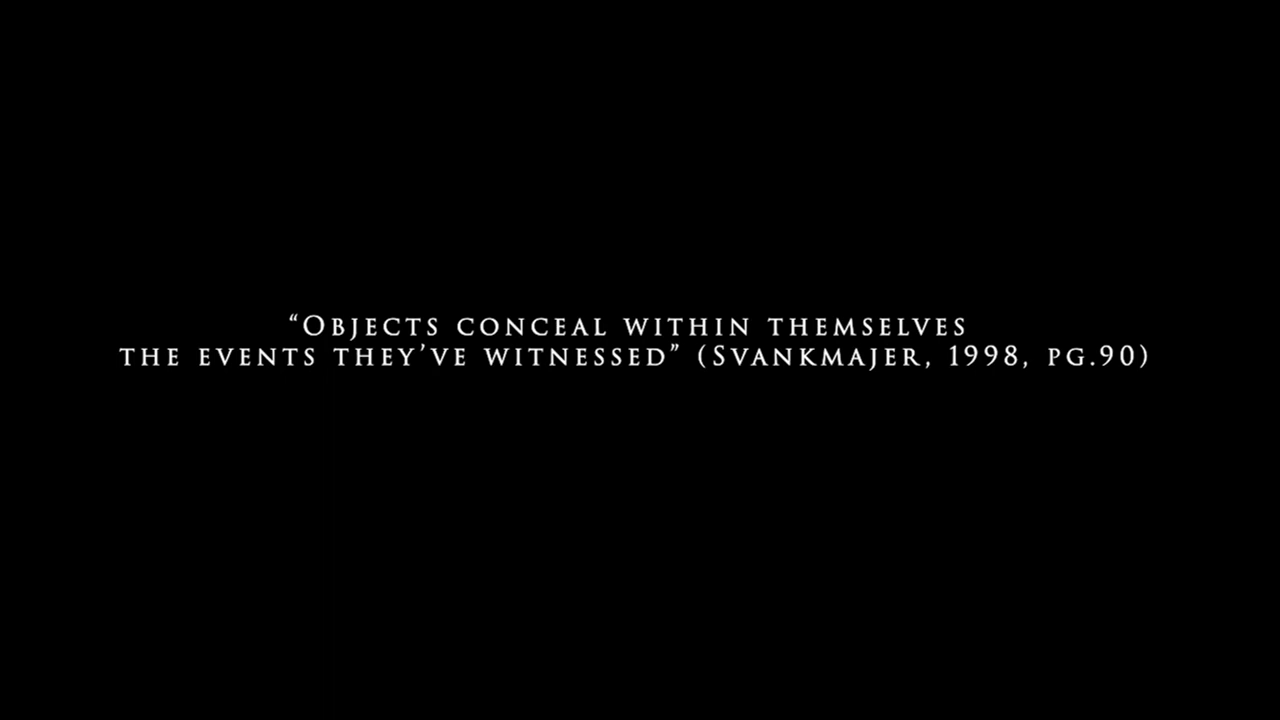 “Objects conceal within themselves
the events they’ve witnessed” (Svankmajer, 1998, pg.90)